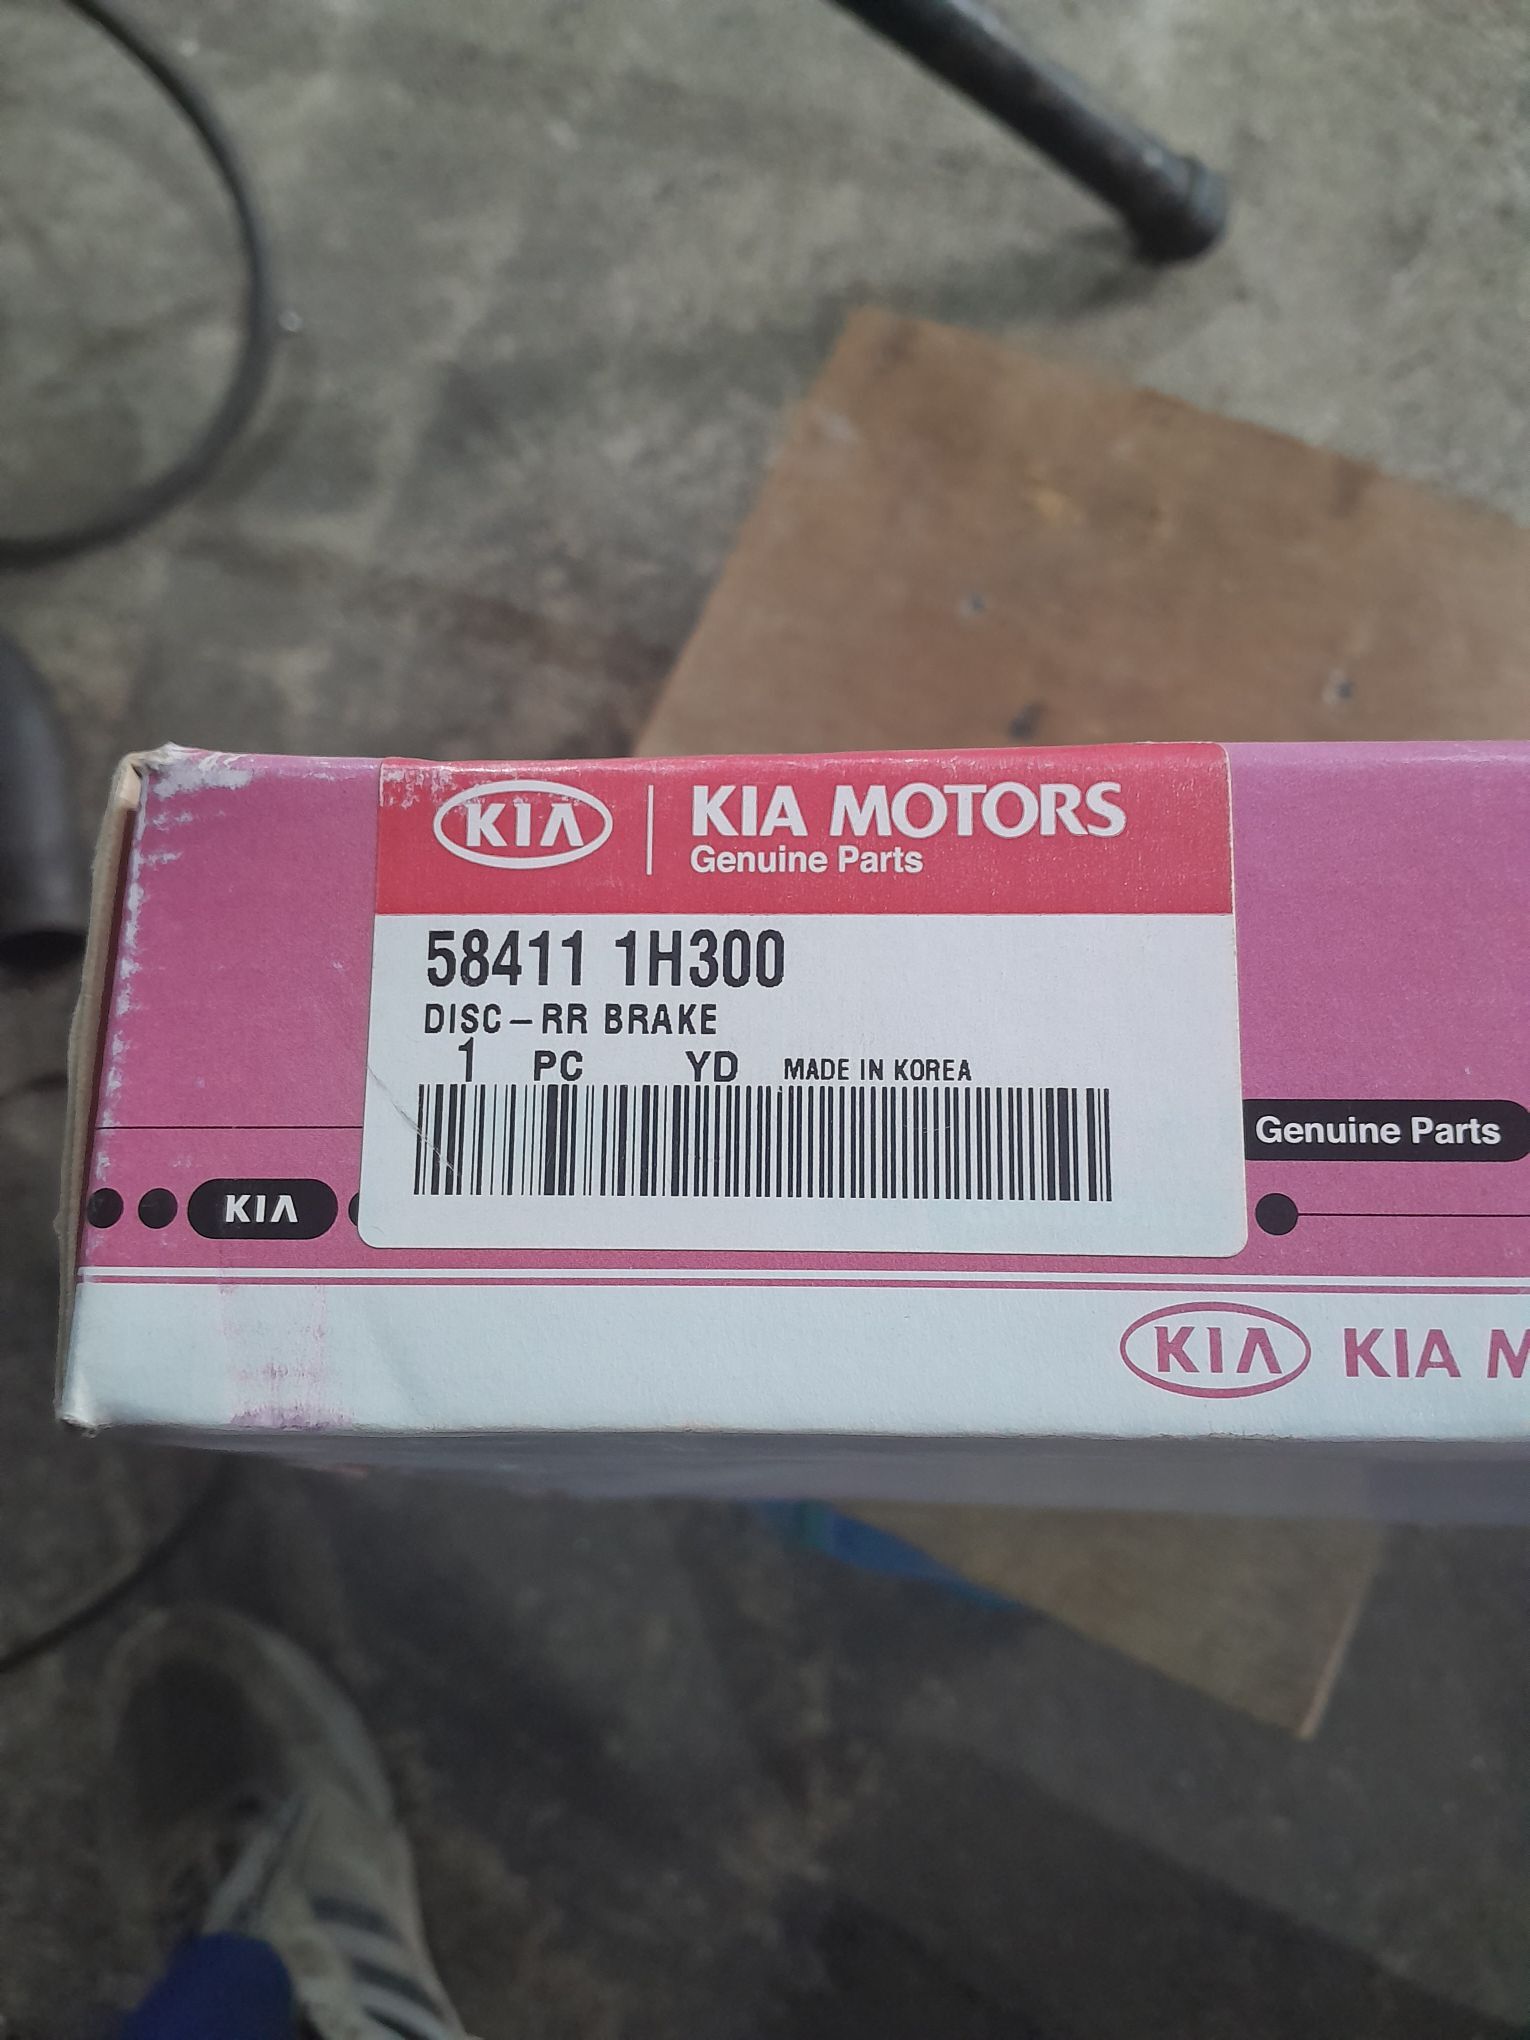 KIA
KIA MOTORS
Genuine Parts
58411 1H300
DISC-RR BRAKE
1 PC YD MADE IN KOREA
Genuine Parts
KIA
KIA KIA M